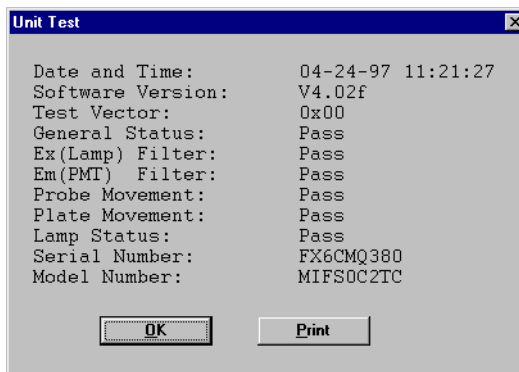 Unit Test
Date and Time: 04-24-97 11:21:27
Software Version: V4.02f
Test Vector: 0x00
General Status: Pass
Ex(Lamp) Filter: Pass
Em(PMT) Filter: Pass
Probe Movement: Pass
Plate Movement: Pass
Lamp Status: Pass
Serial Number: FX6CMQ380
Model Number: MIFSOC2TC
OK Print